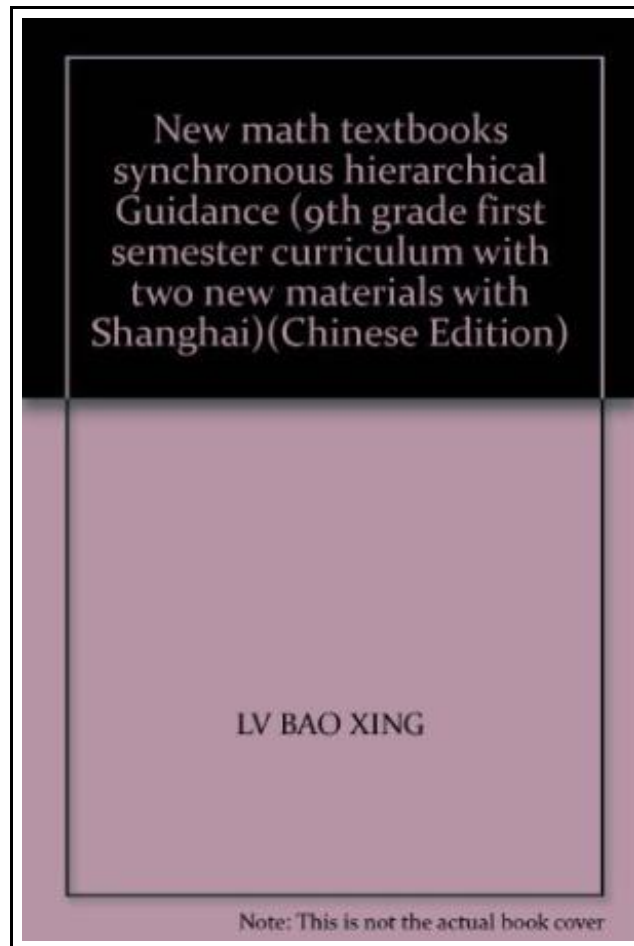 New math textbooks
synchronous hierarchical
Guidance (9th grade first
semester curriculum with
two new materials with
Shanghai)(Chinese Edition)
LV BAO XING
Note: This is not the actual book cover